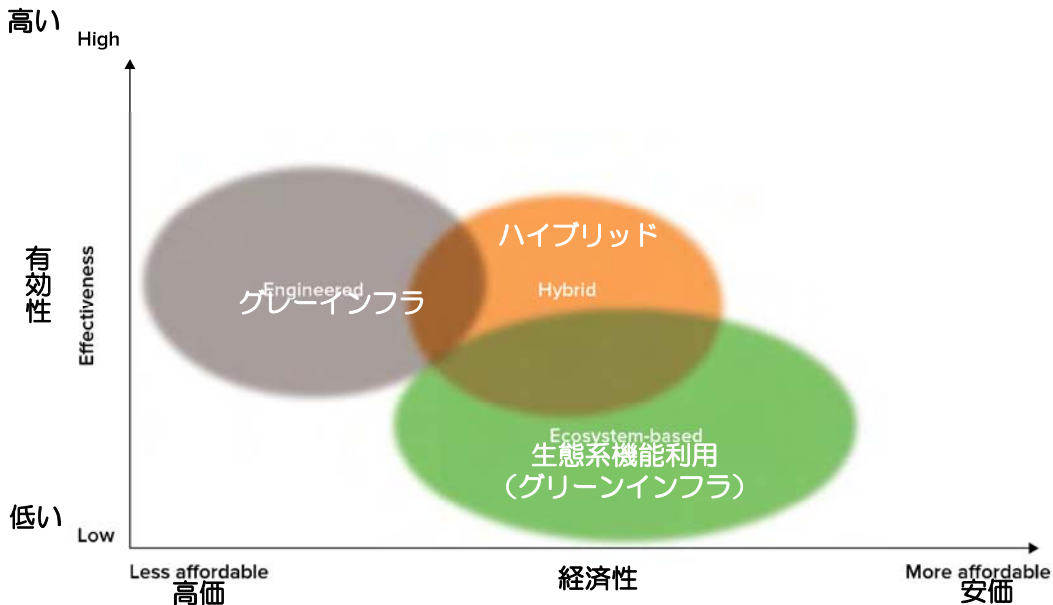 高い
High
有効性
Effectiveness
ハイブリッド
Engineered
グレーインフラ
Hybrid
Ecosystem-based
生態系機能利用
（グリーンインフラ）
低い
Low
Less affordable
高価
経済性
More affordable
安価